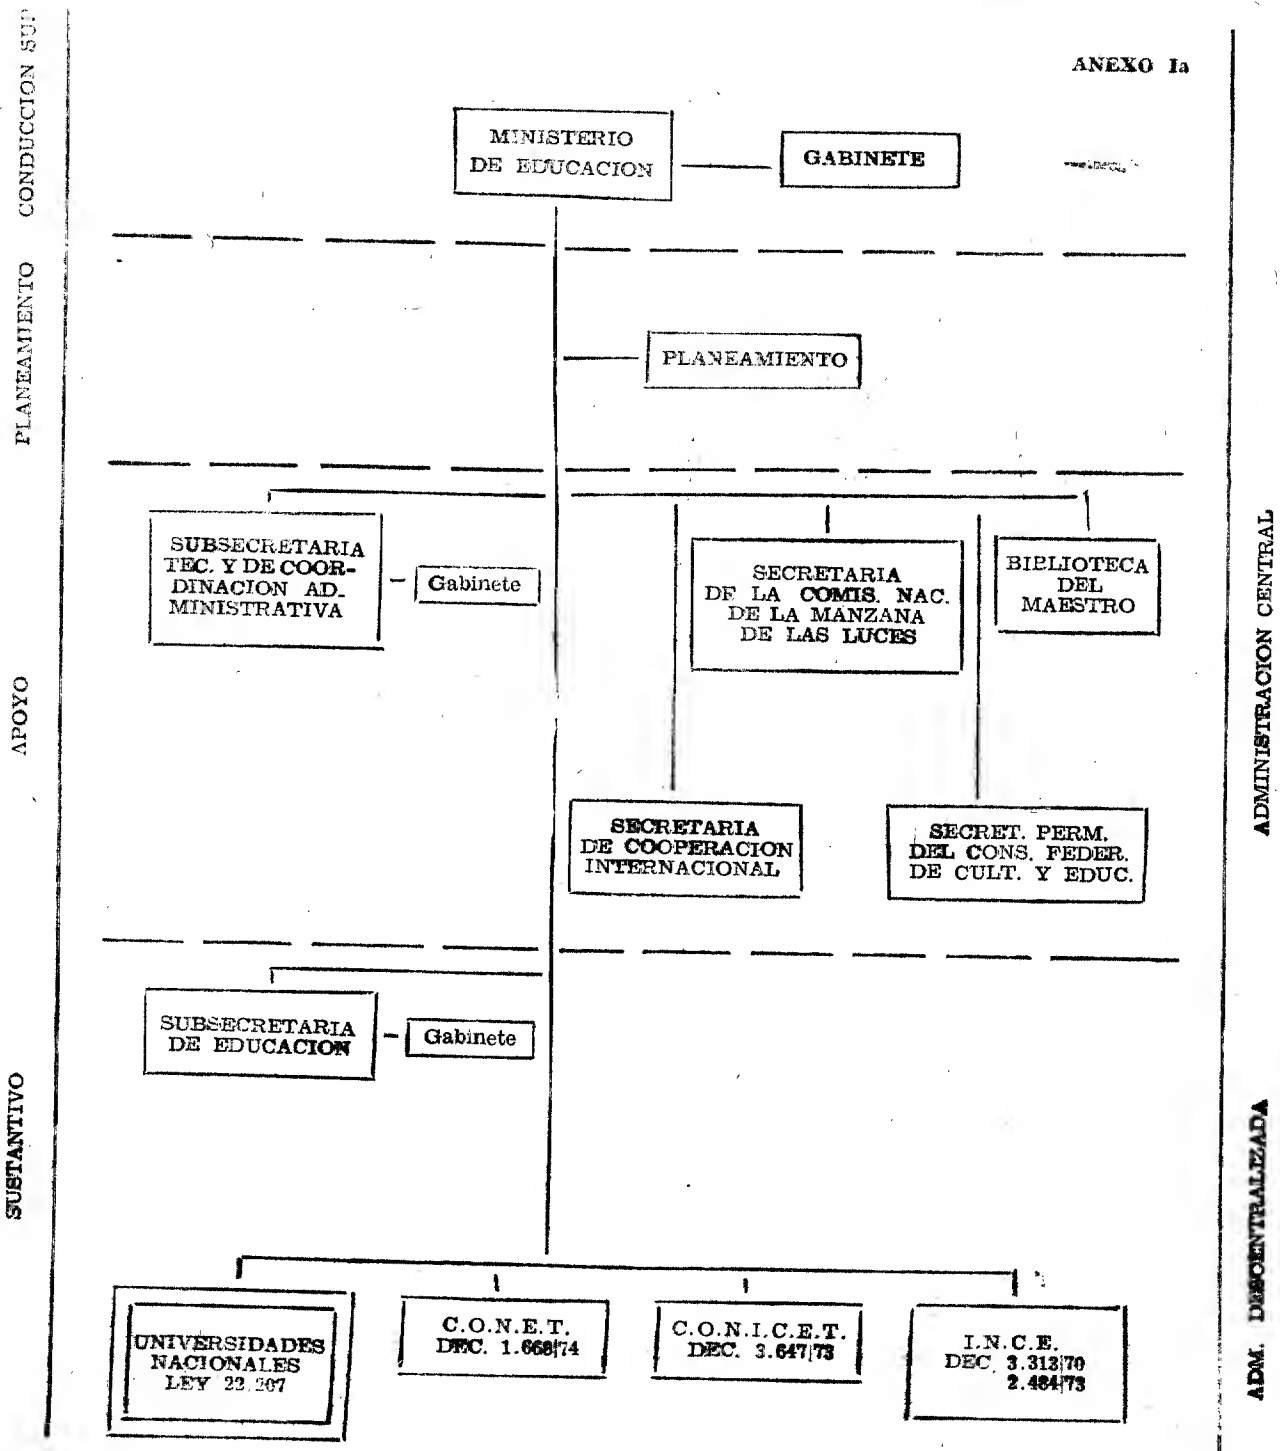 ANEXO Ia
CONDUCCION SUP
MINISTERIO
DE EDUCACION
GABINETE
PLANEAMIENTO
PLANEAMIENTO
APOYO
SUBSECRETARIA
TEC. Y DE COOR-
DINACION AD-
MINISTRATIVA
Gabinete
SECRETARIA
DE LA COMIS. NAC.
DE LA MANZANA
DE LAS LUCES
BIBLIOTECA
DEL
MAESTRO
ADMINISTRACION CENTRAL
SECRETARIA
DE COOPERACION
INTERNACIONAL
SECRET. PERM.
DEL CONS. FEDER.
DE CULT. Y EDUC.
SUSTANTIVO
SUBSECRETARIA
DE EDUCACION
Gabinete
ADM. DESCENTRALIZADA
UNIVERSIDADES
NACIONALES
LEY 22.207
C.O.N.E.T.
DEC. 1.668|74
C.O.N.I.C.E.T.
DEC. 3.647|73
I.N.C.E.
DEC. 3.313|70
2.484|73